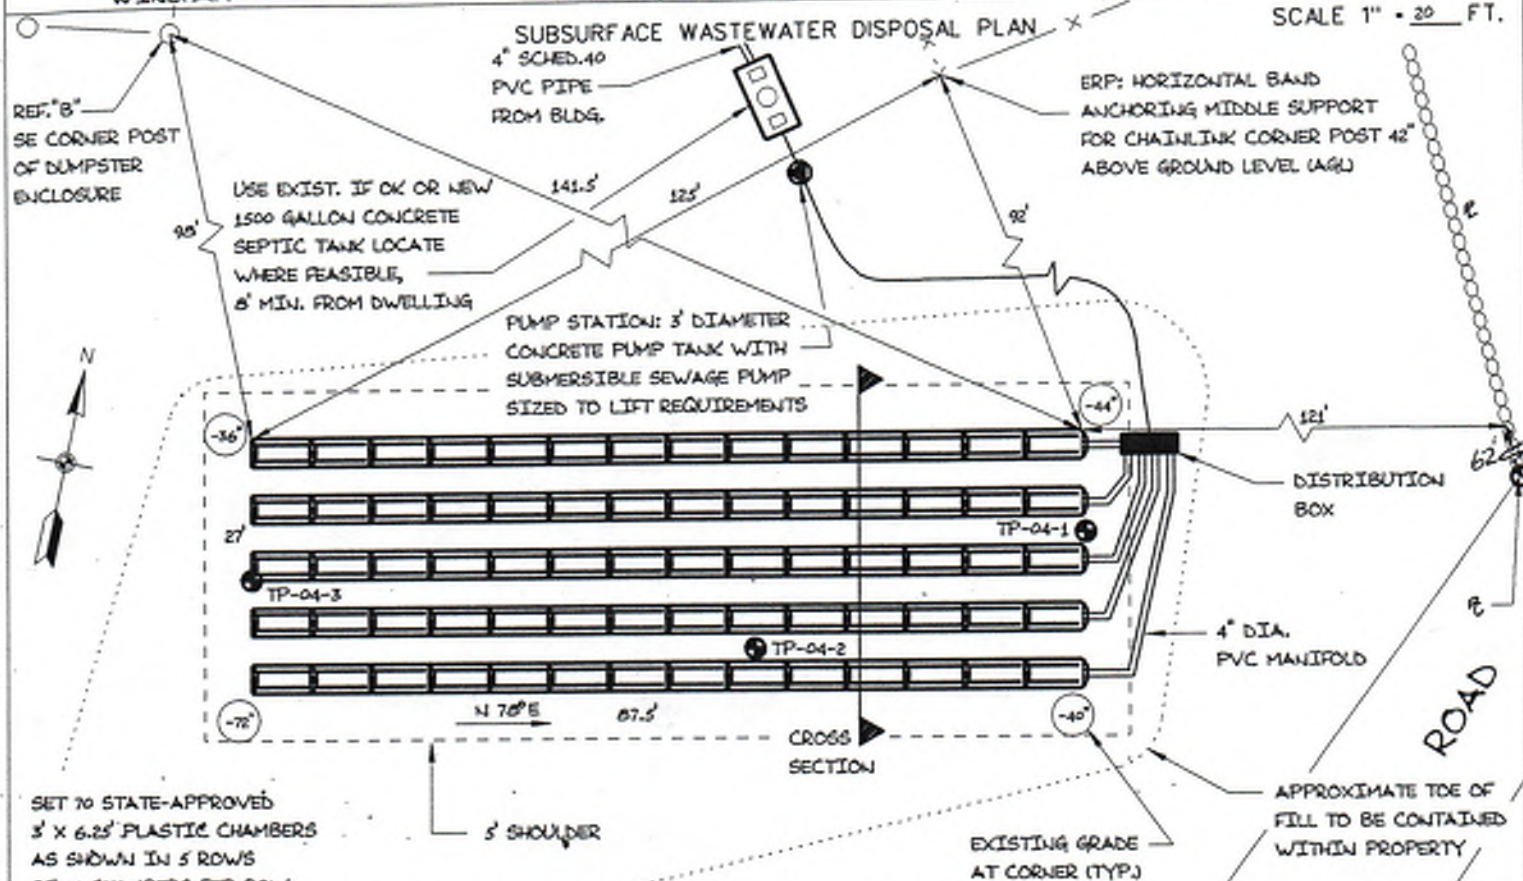 SUBSURFACE WASTEWATER DISPOSAL PLAN
SCALE 1" = 20 FT.
4" SCHED.40
PVC PIPE
FROM BLDG.
REF."B"
SE CORNER POST
OF DUMPSTER
ENCLOSURE
ERP: HORIZONTAL BAND
ANCHORING MIDDLE SUPPORT
FOR CHAINLINK CORNER POST 42"
ABOVE GROUND LEVEL (AGL)
USE EXIST. IF OK OR NEW
1500 GALLON CONCRETE
SEPTIC TANK LOCATE
WHERE FEASIBLE,
8' MIN. FROM DWELLING
141.5'
125'
98'
92'
PUMP STATION: 3' DIAMETER
CONCRETE PUMP TANK WITH
SUBMERSIBLE SEWAGE PUMP
SIZED TO LIFT REQUIREMENTS
N
-36"
-44"
121'
62'
DISTRIBUTION
BOX
27'
TP-04-1
TP-04-3
TP-04-2
4" DIA.
PVC MANIFOLD
ROAD
-72"
N 78° E
87.5'
-40"
CROSS
SECTION
SET 70 STATE-APPROVED
3' X 6.25' PLASTIC CHAMBERS
AS SHOWN IN 5 ROWS
5' SHOULDER
EXISTING GRADE
AT CORNER (TYP.)
APPROXIMATE TOE OF
FILL TO BE CONTAINED
WITHIN PROPERTY